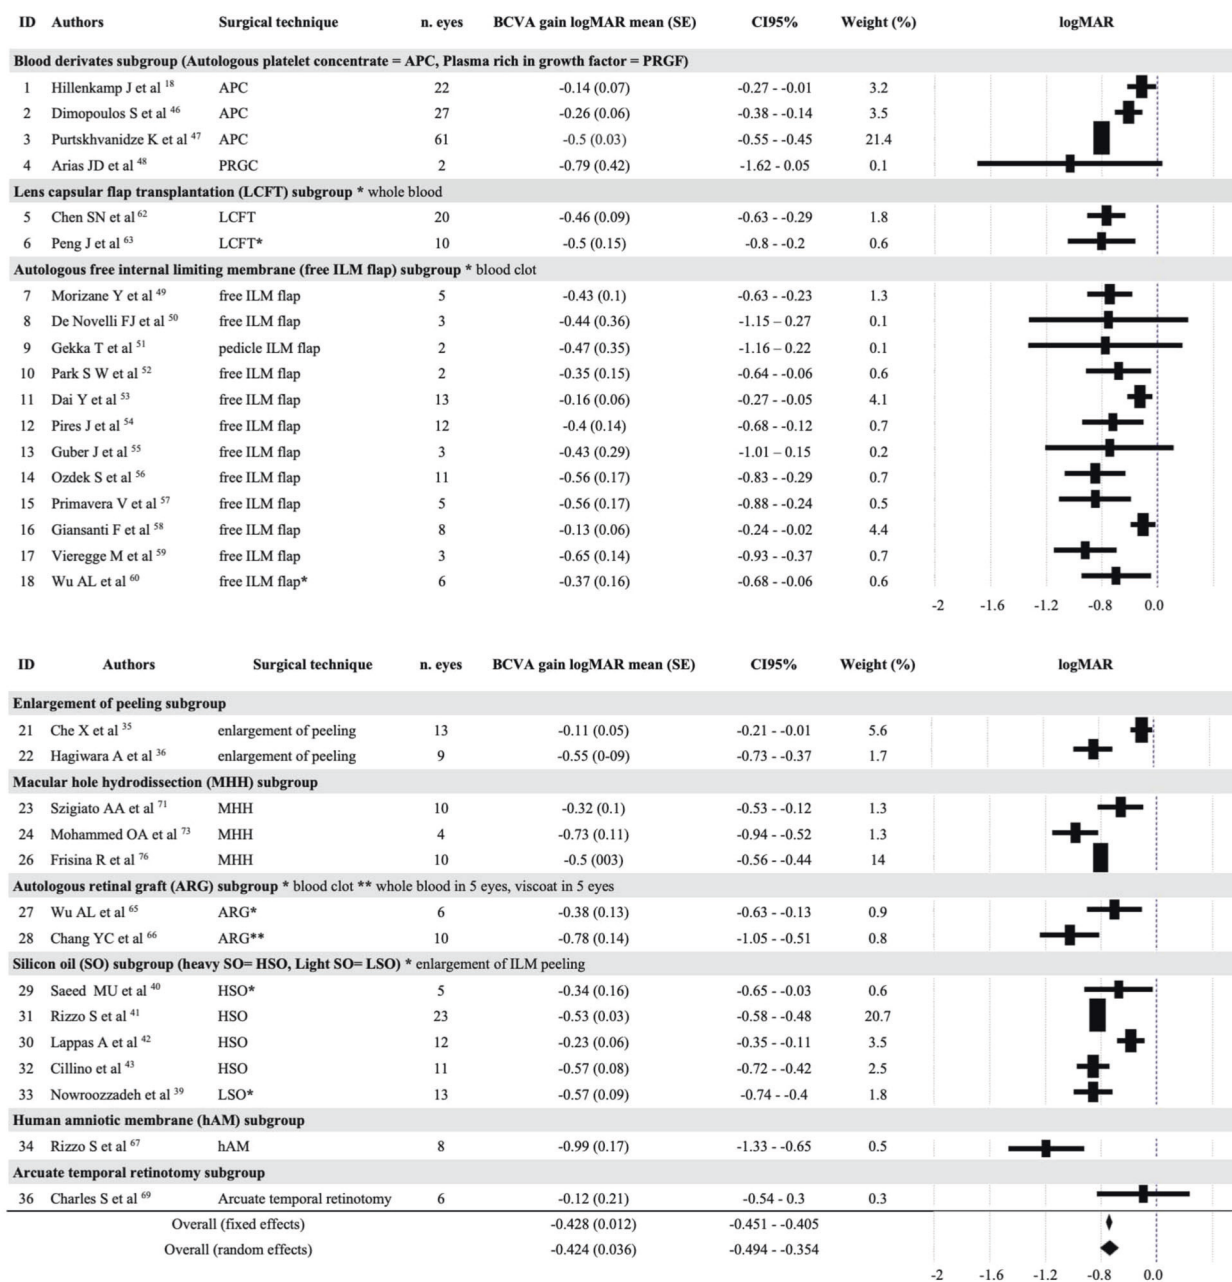 ID Authors Surgical technique n. eyes BCVA gain logMAR mean (SE) CI95% Weight (%) logMAR
Blood derivates subgroup (Autologous platelet concentrate = APC, Plasma rich in growth factor = PRGF)
1 Hillenkamp J et al 18 APC 22 -0.14 (0.07) -0.27 - -0.01 3.2
2 Dimopoulos S et al 46 APC 27 -0.26 (0.06) -0.38 - -0.14 3.5
3 Purtskhvanidze K et al 47 APC 61 -0.5 (0.03) -0.55 - -0.45 21.4
4 Arias JD et al 48 PRGC 2 -0.79 (0.42) -1.62 - 0.05 0.1
Lens capsular flap transplantation (LCFT) subgroup * whole blood
5 Chen SN et al 62 LCFT 20 -0.46 (0.09) -0.63 - -0.29 1.8
6 Peng J et al 63 LCFT* 10 -0.5 (0.15) -0.8 - -0.2 0.6
Autologous free internal limiting membrane (free ILM flap) subgroup * blood clot
7 Morizane Y et al 49 free ILM flap 5 -0.43 (0.1) -0.63 - -0.23 1.3
8 De Novelli FJ et al 50 free ILM flap 3 -0.44 (0.36) -1.15 – 0.27 0.1
9 Gekka T et al 51 pedicle ILM flap 2 -0.47 (0.35) -1.16 – 0.22 0.1
10 Park S W et al 52 free ILM flap 2 -0.35 (0.15) -0.64 - -0.06 0.6
11 Dai Y et al 53 free ILM flap 13 -0.16 (0.06) -0.27 - -0.05 4.1
12 Pires J et al 54 free ILM flap 12 -0.4 (0.14) -0.68 - -0.12 0.7
13 Guber J et al 55 free ILM flap 3 -0.43 (0.29) -1.01 – 0.15 0.2
14 Ozdek S et al 56 free ILM flap 11 -0.56 (0.17) -0.83 - -0.29 0.7
15 Primavera V et al 57 free ILM flap 5 -0.56 (0.17) -0.88 - -0.24 0.5
16 Giansanti F et al 58 free ILM flap 8 -0.13 (0.06) -0.24 - -0.02 4.4
17 Vieregge M et al 59 free ILM flap 3 -0.65 (0.14) -0.93 - -0.37 0.7
18 Wu AL et al 60 free ILM flap* 6 -0.37 (0.16) -0.68 - -0.06 0.6
-2 -1.6 -1.2 -0.8 0.0
ID Authors Surgical technique n. eyes BCVA gain logMAR mean (SE) CI95% Weight (%) logMAR
Enlargement of peeling subgroup
21 Che X et al 35 enlargement of peeling 13 -0.11 (0.05) -0.21 - -0.01 5.6
22 Hagiwara A et al 36 enlargement of peeling 9 -0.55 (0-09) -0.73 - -0.37 1.7
Macular hole hydrodissection (MHH) subgroup
23 Szigiato AA et al 71 MHH 10 -0.32 (0.1) -0.53 - -0.12 1.3
24 Mohammed OA et al 73 MHH 4 -0.73 (0.11) -0.94 - -0.52 1.3
26 Frisina R et al 76 MHH 10 -0.5 (003) -0.56 - -0.44 14
Autologous retinal graft (ARG) subgroup * blood clot ** whole blood in 5 eyes, viscoat in 5 eyes
27 Wu AL et al 65 ARG* 6 -0.38 (0.13) -0.63 - -0.13 0.9
28 Chang YC et al 66 ARG** 10 -0.78 (0.14) -1.05 - -0.51 0.8
Silicon oil (SO) subgroup (heavy SO= HSO, Light SO= LSO) * enlargement of ILM peeling
29 Saeed MU et al 40 HSO* 5 -0.34 (0.16) -0.65 - -0.03 0.6
31 Rizzo S et al 41 HSO 23 -0.53 (0.03) -0.58 - -0.48 20.7
30 Lappas A et al 42 HSO 12 -0.23 (0.06) -0.35 - -0.11 3.5
32 Cillino et al 43 HSO 11 -0.57 (0.08) -0.72 - -0.42 2.5
33 Nowroozzadeh et al 39 LSO* 13 -0.57 (0.09) -0.74 - -0.4 1.8
Human amniotic membrane (hAM) subgroup
34 Rizzo S et al 67 hAM 8 -0.99 (0.17) -1.33 - -0.65 0.5
Arcuate temporal retinotomy subgroup
36 Charles S et al 69 Arcuate temporal retinotomy 6 -0.12 (0.21) -0.54 - 0.3 0.3
Overall (fixed effects) -0.428 (0.012) -0.451 - -0.405
Overall (random effects) -0.424 (0.036) -0.494 - -0.354
-2 -1.6 -1.2 -0.8 0.0